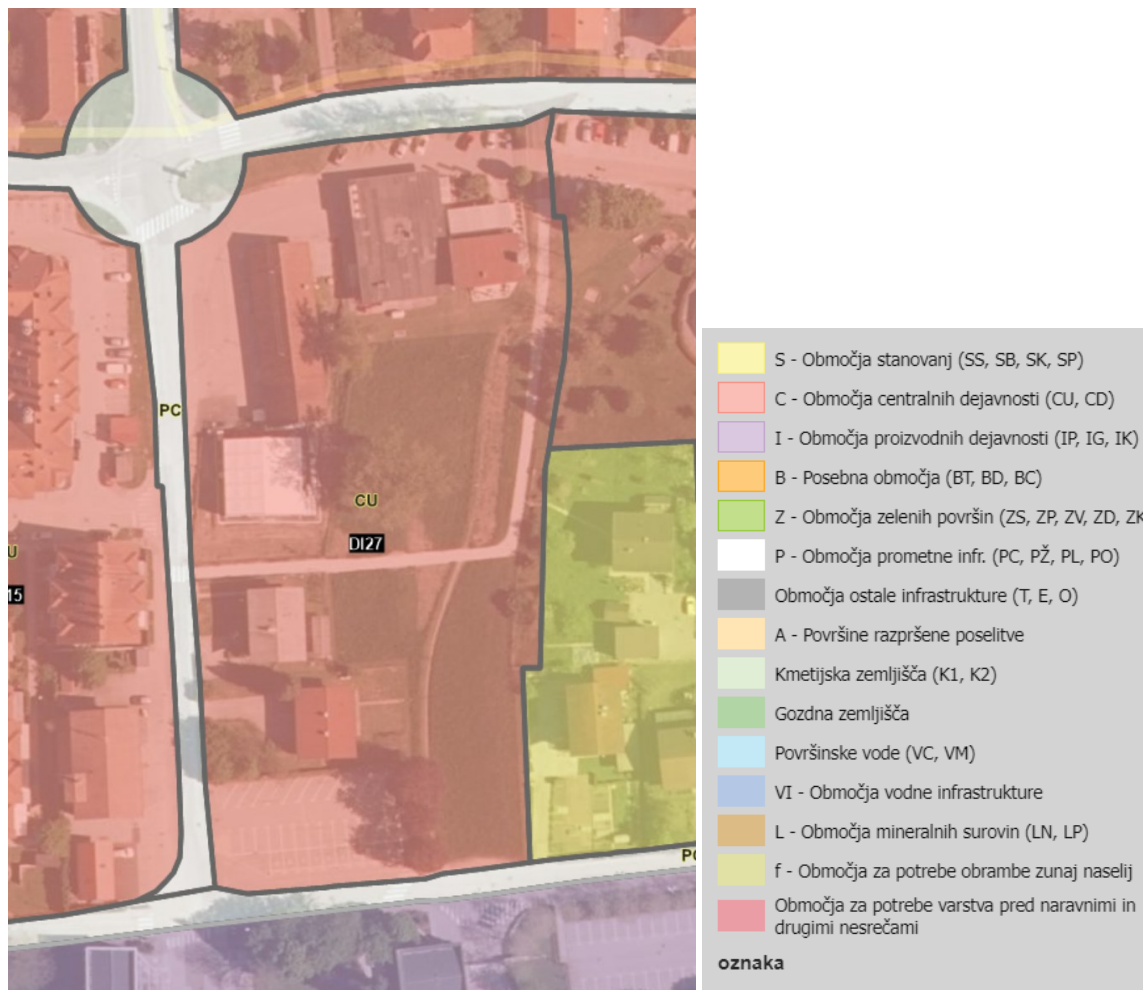 PC
CU
DI27
U
15
PC
S - Območja stanovanj (SS, SB, SK, SP)
C - Območja centralnih dejavnosti (CU, CD)
I - Območja proizvodnih dejavnosti (IP, IG, IK)
B - Posebna območja (BT, BD, BC)
Z - Območja zelenih površin (ZS, ZP, ZV, ZD, ZK
P - Območja prometne infr. (PC, PŽ, PL, PO)
Območja ostale infrastrukture (T, E, O)
A - Površine razpršene poselitve
Kmetijska zemljišča (K1, K2)
Gozdna zemljišča
Površinske vode (VC, VM)
VI - Območja vodne infrastrukture
L - Območja mineralnih surovin (LN, LP)
f - Območja za potrebe obrambe zunaj naselij
Območja za potrebe varstva pred naravnimi in
drugimi nesrečami
oznaka